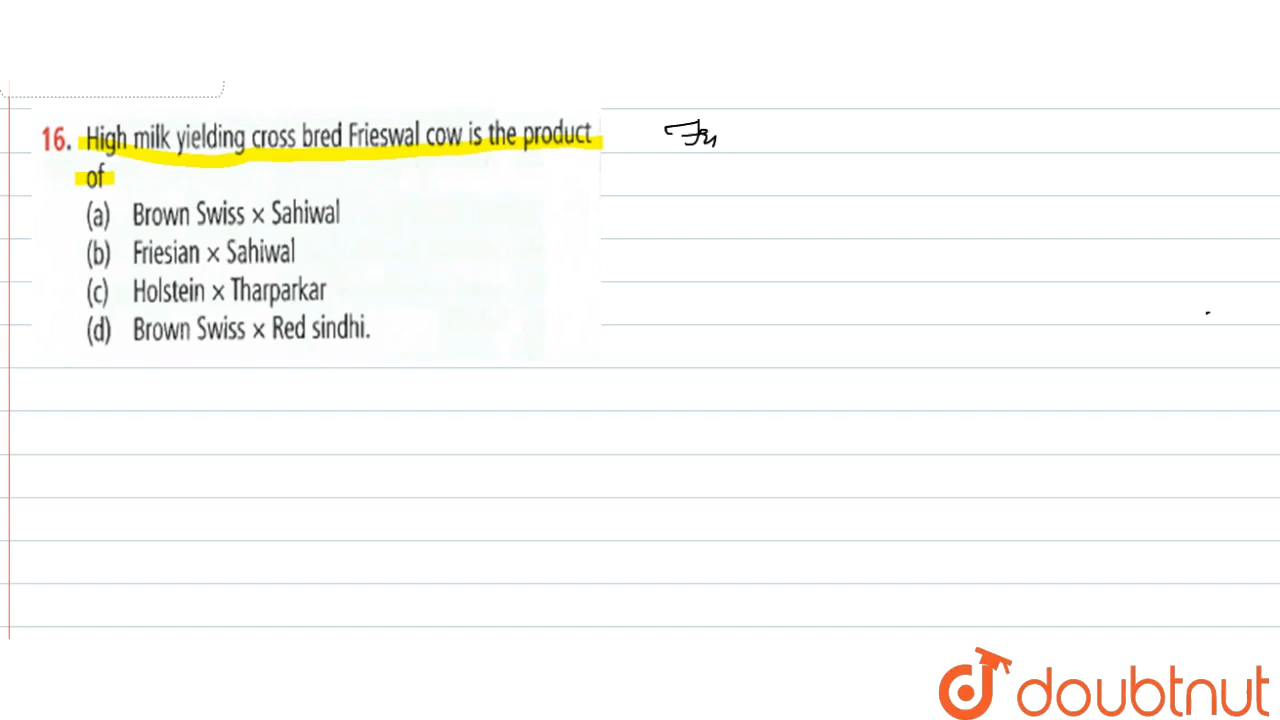 16. High milk yielding cross bred Frieswal cow is the product
of
(a) Brown Swiss × Sahiwal
(b) Friesian × Sahiwal
(c) Holstein × Tharparkar
(d) Brown Swiss × Red sindhi.
doubtnut